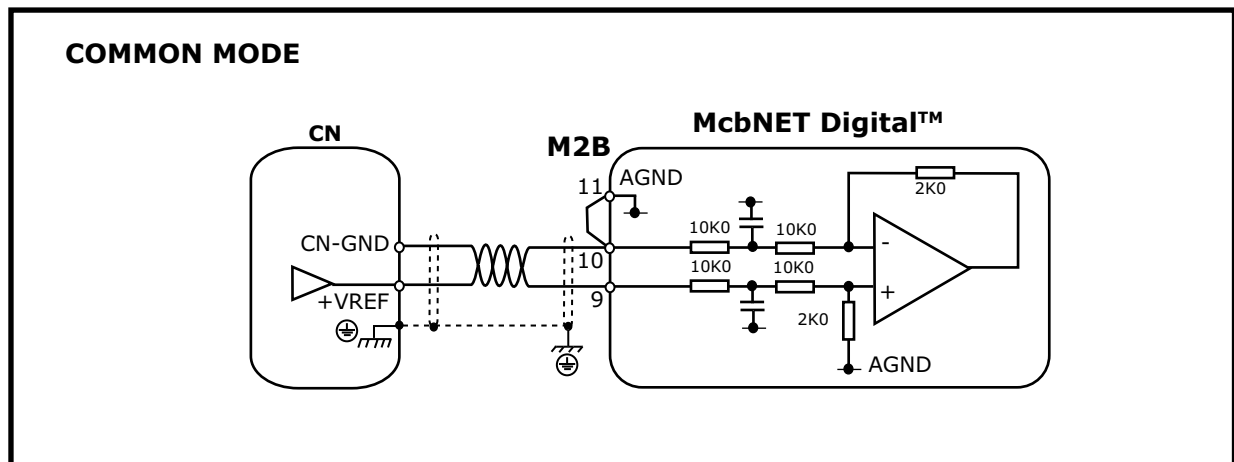 COMMON MODE
McbNET Digital™
CN
M2B
11
AGND
2K0
CN-GND
10
10K0
10K0
-
+VREF
9
10K0
10K0
+
2K0
AGND